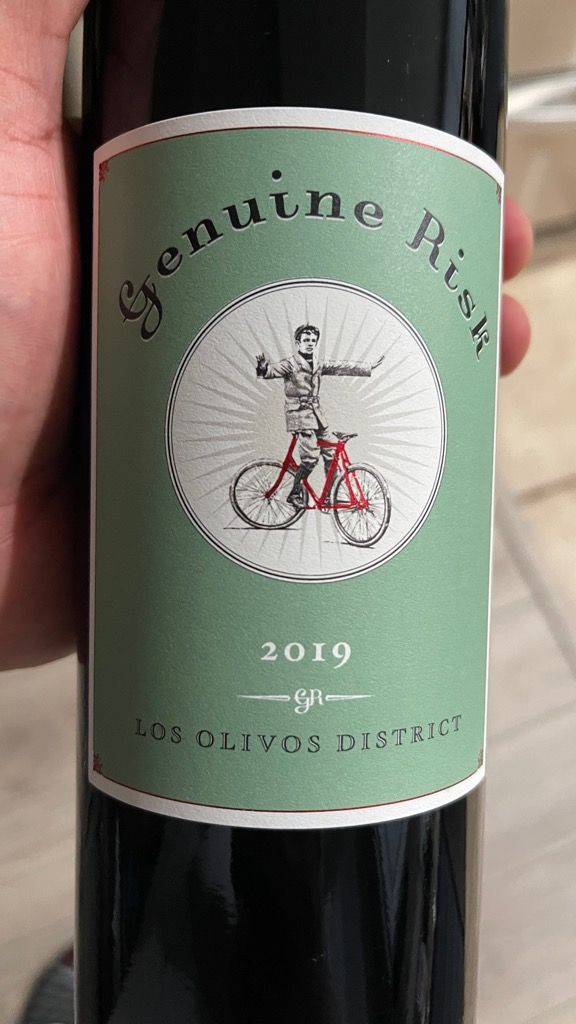 Genuine Risk
2019
GR
LOS OLIVOS DISTRICT